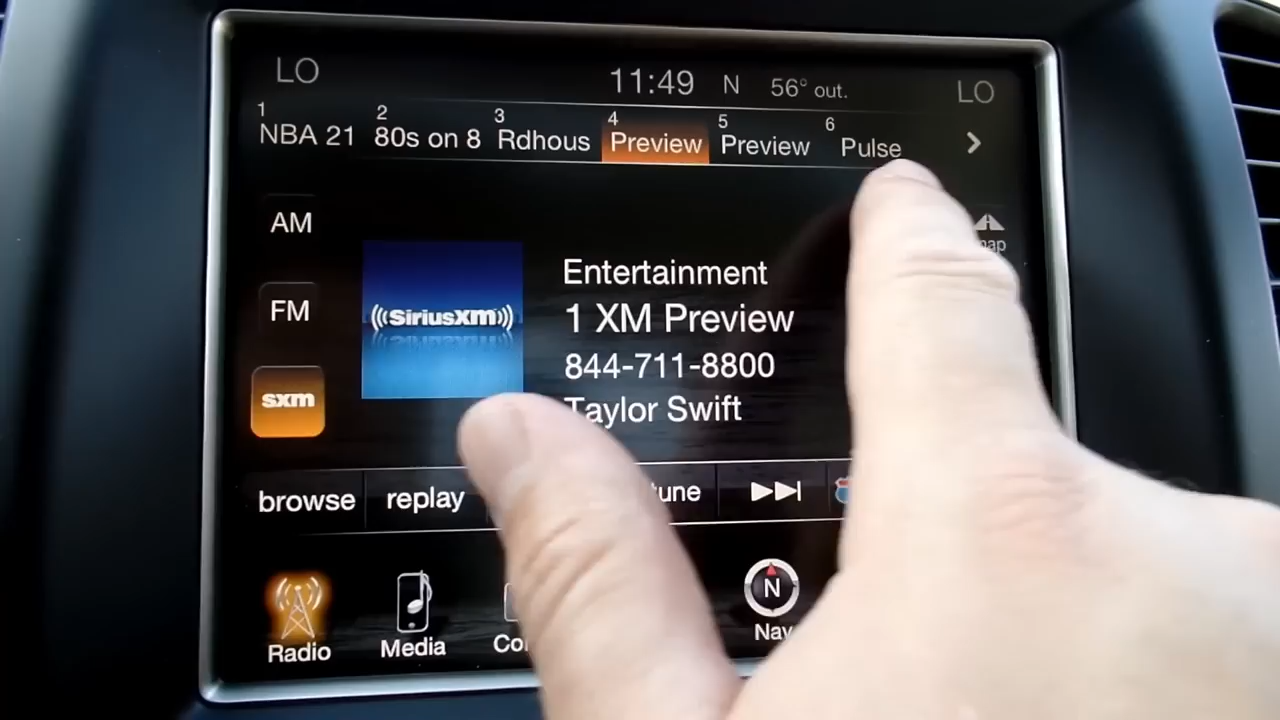 LO 11:49 N 56° out. LO
1 NBA 21 2 80s on 8 3 Rdhous 4 Preview 5 Preview 6 Pulse
AM
FM
sxm
SiriusXM
Entertainment
1 XM Preview
844-711-8800
Taylor Swift
browse replay tune
Radio Media N Nav